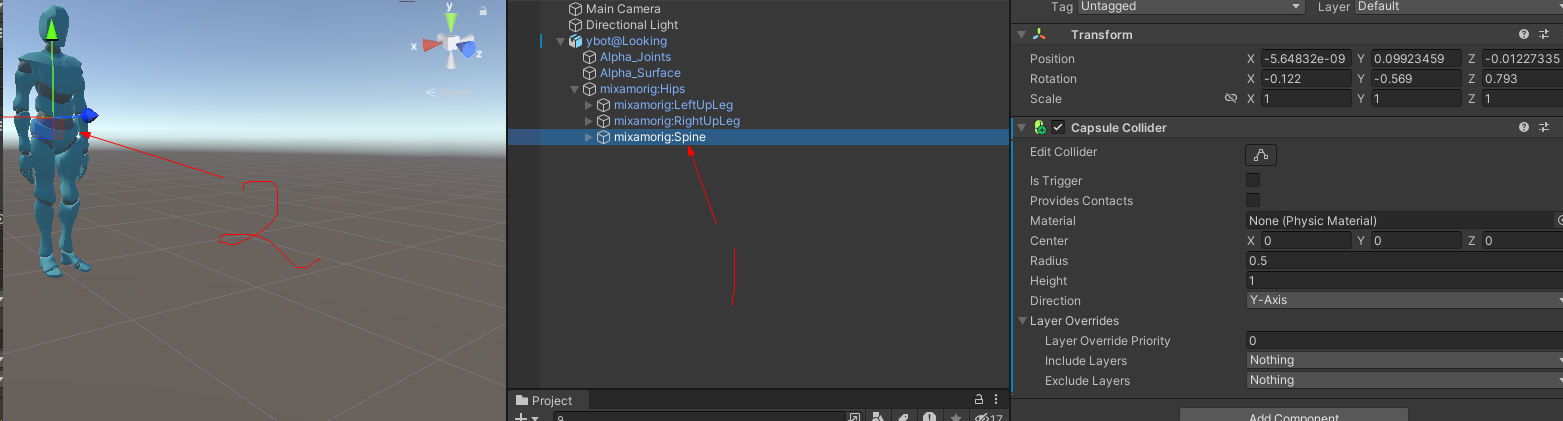 y
x
z
Main Camera
Directional Light
ybot@Looking
Alpha_Joints
Alpha_Surface
mixamorig:Hips
mixamorig:LeftUpLeg
mixamorig:RightUpLeg
mixamorig:Spine
Project
17
Tag Untagged Layer Default
Transform
Position X -5.64832e-09 Y 0.09923459 Z -0.01227335
Rotation X -0.122 Y -0.569 Z 0.793
Scale X 1 Y 1 Z 1
Capsule Collider
Edit Collider
Is Trigger
Provides Contacts
Material None (Physic Material)
Center X 0 Y 0 Z 0
Radius 0.5
Height 1
Direction Y-Axis
Layer Overrides
Layer Override Priority 0
Include Layers Nothing
Exclude Layers Nothing
Add Component
1
2